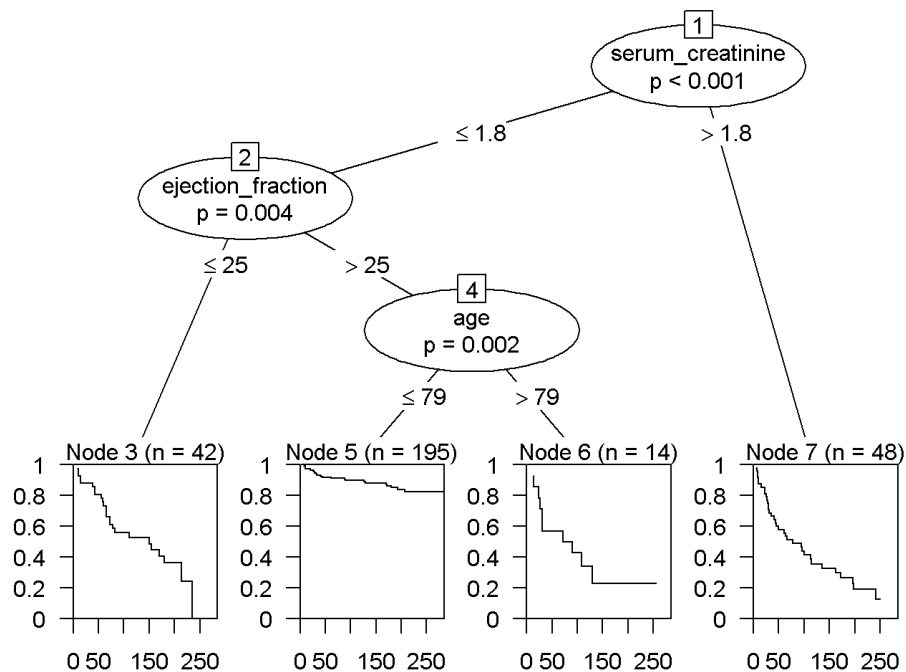 1
serum_creatinine
p < 0.001
≤ 1.8
> 1.8
2
ejection_fraction
p = 0.004
≤ 25
> 25
4
age
p = 0.002
≤ 79
> 79
Node 3 (n = 42)
1
0.8
0.6
0.4
0.2
0
0 50 150 250
Node 5 (n = 195)
1
0.8
0.6
0.4
0.2
0
0 50 150 250
Node 6 (n = 14)
1
0.8
0.6
0.4
0.2
0
0 50 150 250
Node 7 (n = 48)
1
0.8
0.6
0.4
0.2
0
0 50 150 250